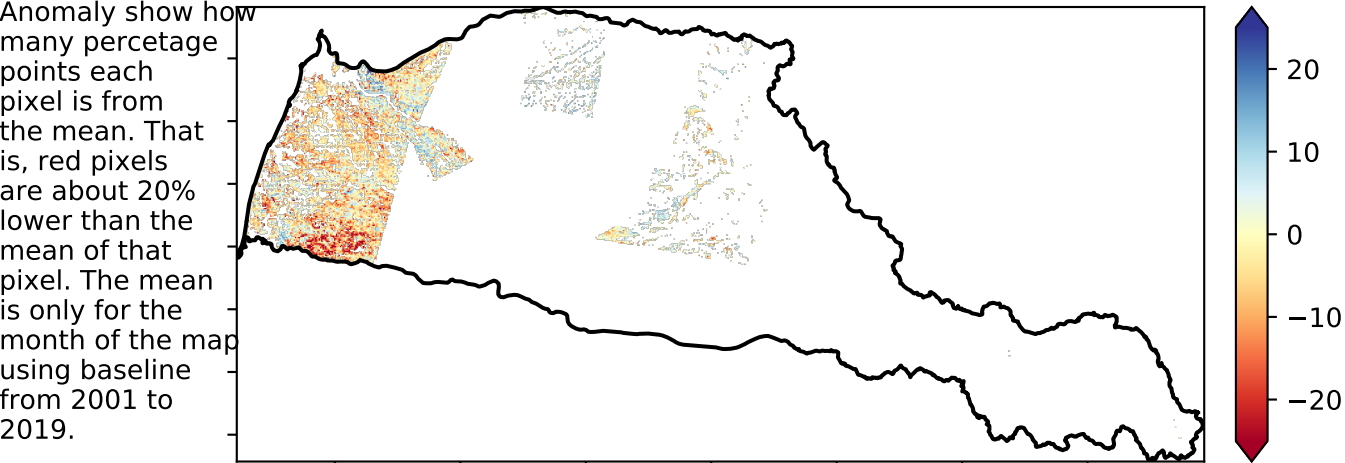 Anomaly show how
many percetage
points each
pixel is from
the mean. That
is, red pixels
are about 20%
lower than the
mean of that
pixel. The mean
is only for the
month of the map
using baseline
from 2001 to
2019.
20
10
0
−10
−20